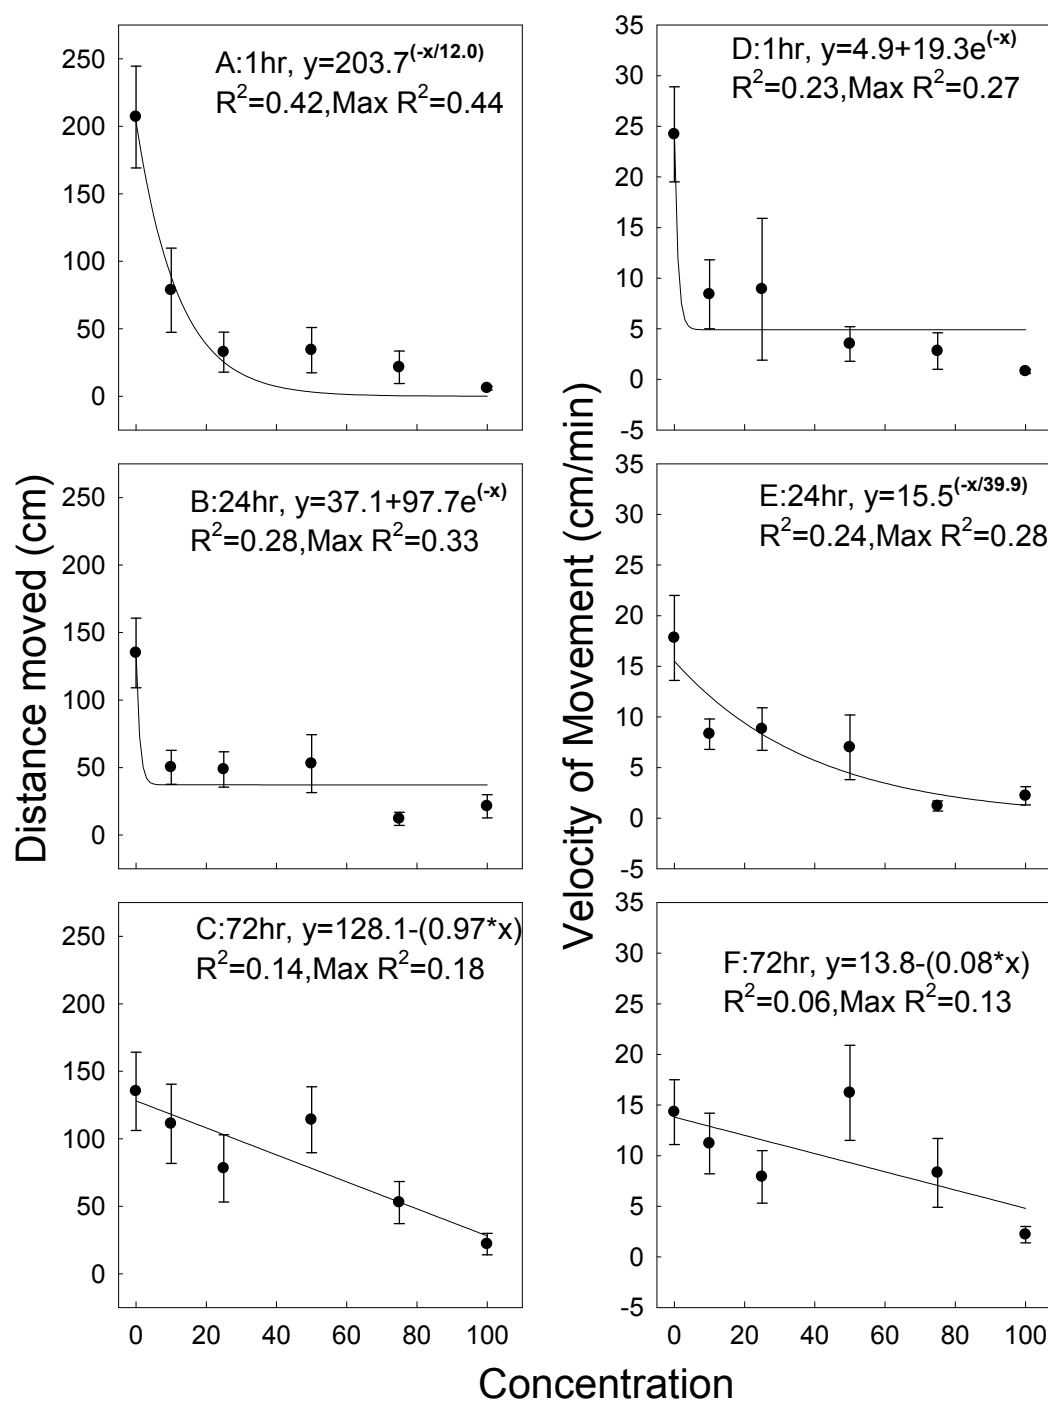 A:1hr, y=203.7(-x/12.0)
R2=0.42,Max R2=0.44
250
200
150
100
50
0
D:1hr, y=4.9+19.3e(-x)
R2=0.23,Max R2=0.27
35
30
25
20
15
10
5
0
-5
B:24hr, y=37.1+97.7e(-x)
R2=0.28,Max R2=0.33
250
200
150
100
50
0
E:24hr, y=15.5(-x/39.9)
R2=0.24,Max R2=0.28
35
30
25
20
15
10
5
0
-5
C:72hr, y=128.1-(0.97*x)
R2=0.14,Max R2=0.18
250
200
150
100
50
0
0 20 40 60 80 100
F:72hr, y=13.8-(0.08*x)
R2=0.06,Max R2=0.13
35
30
25
20
15
10
5
0
-5
0 20 40 60 80 100
Distance moved (cm)
Velocity of Movement (cm/min)
Concentration